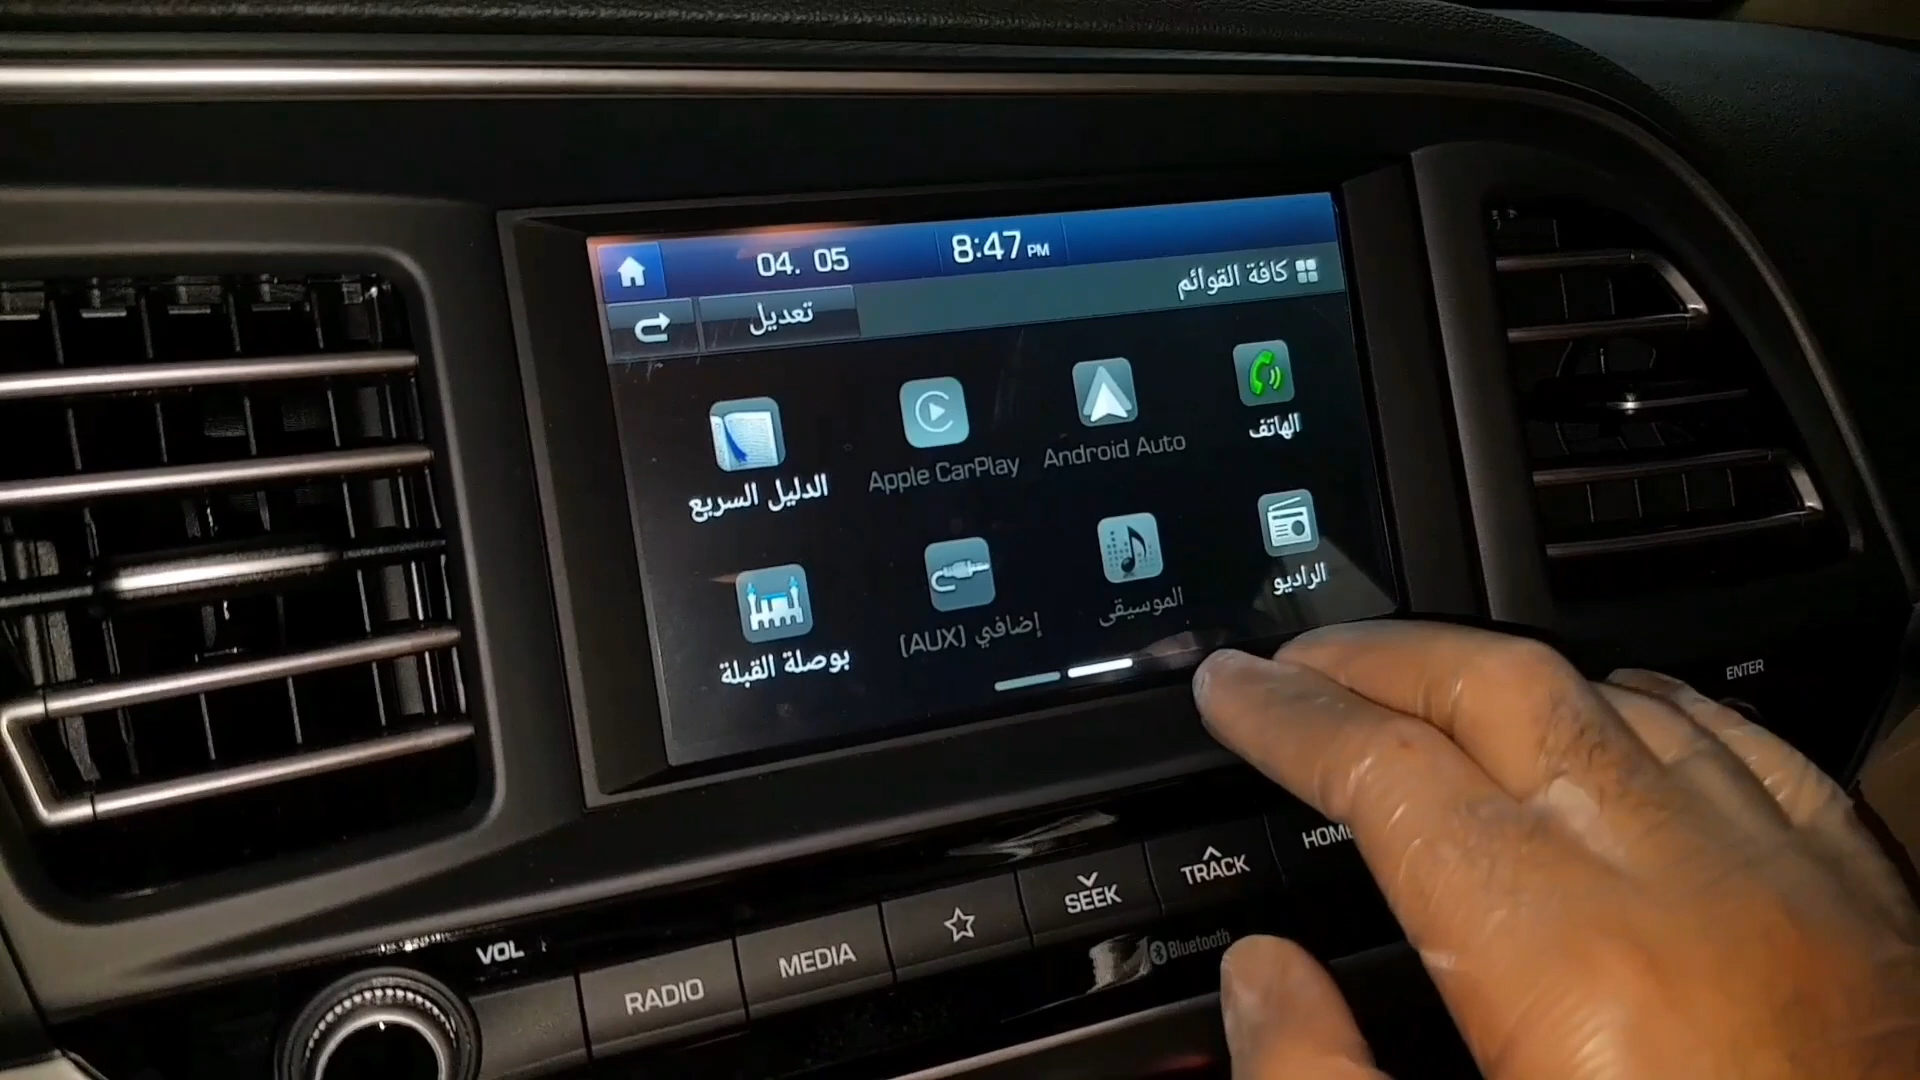 04. 05
8:47 PM
كافة القوائم
تعديل
الهاتف
Android Auto
Apple CarPlay
الدليل السريع
الراديو
الموسيقى
إضافي (AUX)
بوصلة القبلة
ENTER
VOL
RADIO
MEDIA
SEEK
TRACK
HOME
Bluetooth